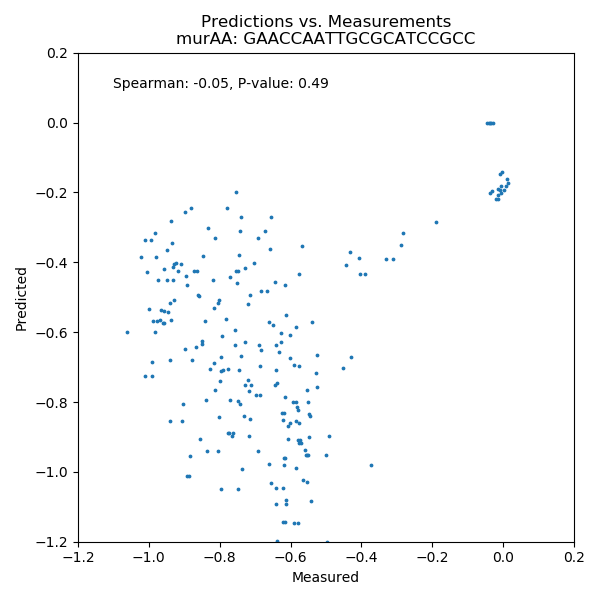 Predictions vs. Measurements
murAA: GAACCAATTGCGCATCCGCC
Spearman: -0.05, P-value: 0.49
0.2
0.0
−0.2
−0.4
−0.6
−0.8
−1.0
−1.2
Predicted
−1.2 −1.0 −0.8 −0.6 −0.4 −0.2 0.0 0.2
Measured